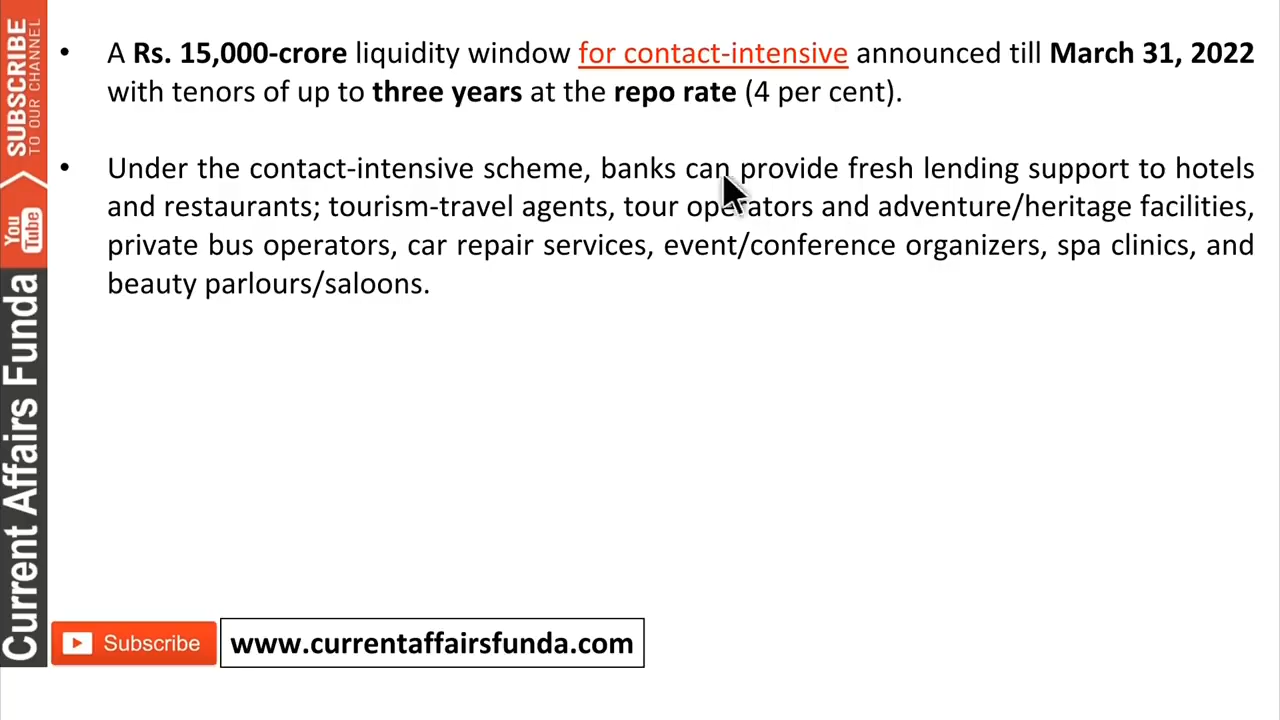 • A Rs. 15,000-crore liquidity window for contact-intensive announced till March 31, 2022
with tenors of up to three years at the repo rate (4 per cent).
• Under the contact-intensive scheme, banks can provide fresh lending support to hotels
and restaurants; tourism-travel agents, tour operators and adventure/heritage facilities,
private bus operators, car repair services, event/conference organizers, spa clinics, and
beauty parlours/saloons.
SUBSCRIBE
TO OUR CHANNEL
You
Tube
Current Affairs Funda
Subscribe
www.currentaffairsfunda.com